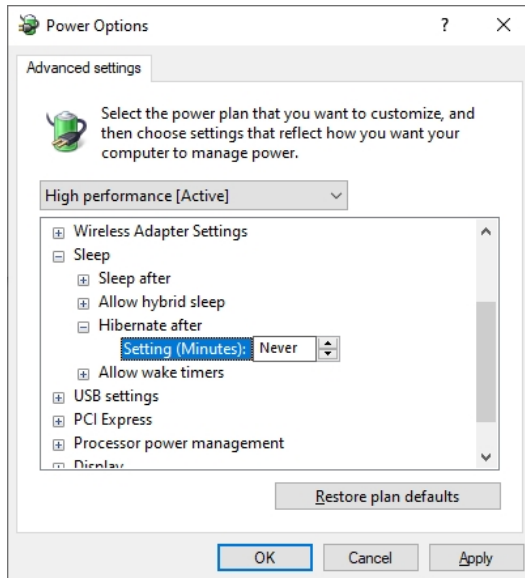 Power Options
?
Advanced settings
Select the power plan that you want to customize, and
then choose settings that reflect how you want your
computer to manage power.
High performance [Active]
Wireless Adapter Settings
Sleep
Sleep after
Allow hybrid sleep
Hibernate after
Setting (Minutes): Never
Allow wake timers
USB settings
PCI Express
Processor power management
Display
Restore plan defaults
OK Cancel Apply